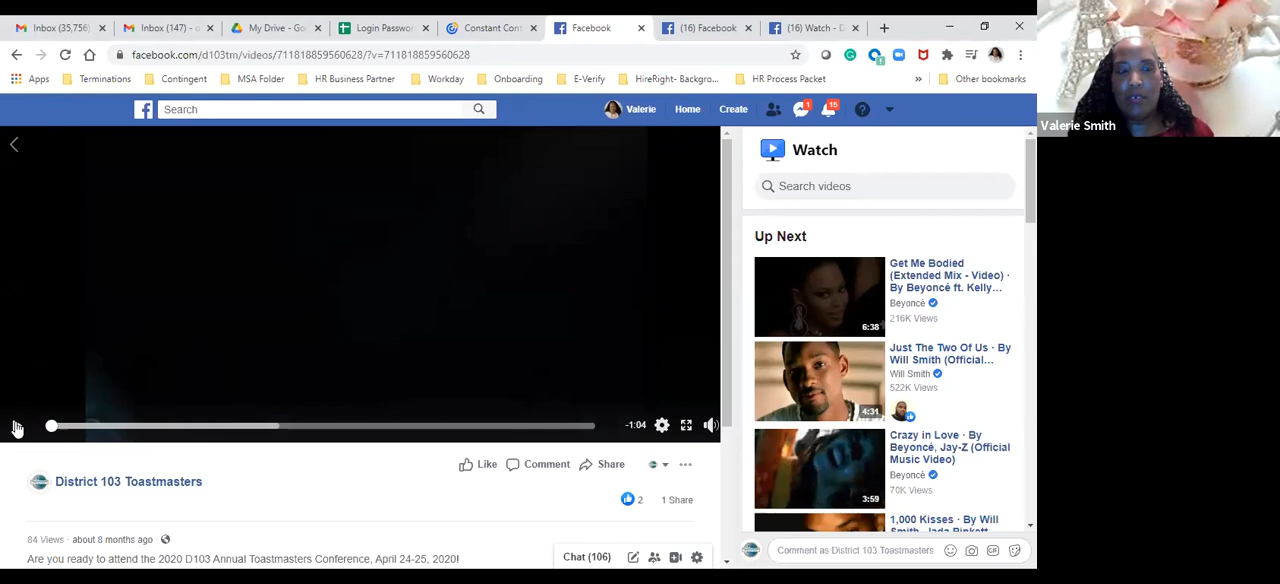 Inbox (35,756)
Inbox (147) - o
My Drive - Goo
Login Passwor
Constant Cont
Facebook
(16) Facebook
(16) Watch - D
facebook.com/d103tm/videos/711818859560628/?v=711818859560628
Apps
Terminations
Contingent
MSA Folder
HR Business Partner
Workday
Onboarding
E-Verify
HireRight- Backgro...
HR Process Packet
»
Other bookmarks
Search
Valerie
Home
Create
1
15
Valerie Smith
Watch
Search videos
Up Next
Get Me Bodied
(Extended Mix - Video) ·
By Beyoncé ft. Kelly...
Beyoncé
216K Views
6:38
Just The Two Of Us · By
Will Smith (Official...
Will Smith
522K Views
4:31
Crazy in Love · By
Beyoncé, Jay-Z (Official
Music Video)
Beyoncé
70K Views
3:59
1,000 Kisses · By Will
-1:04
Like
Comment
Share
District 103 Toastmasters
2
1 Share
84 Views · about 8 months ago ·
Are you ready to attend the 2020 D103 Annual Toastmasters Conference, April 24-25, 2020!
Chat (106)
Comment as District 103 Toastmasters
GIF